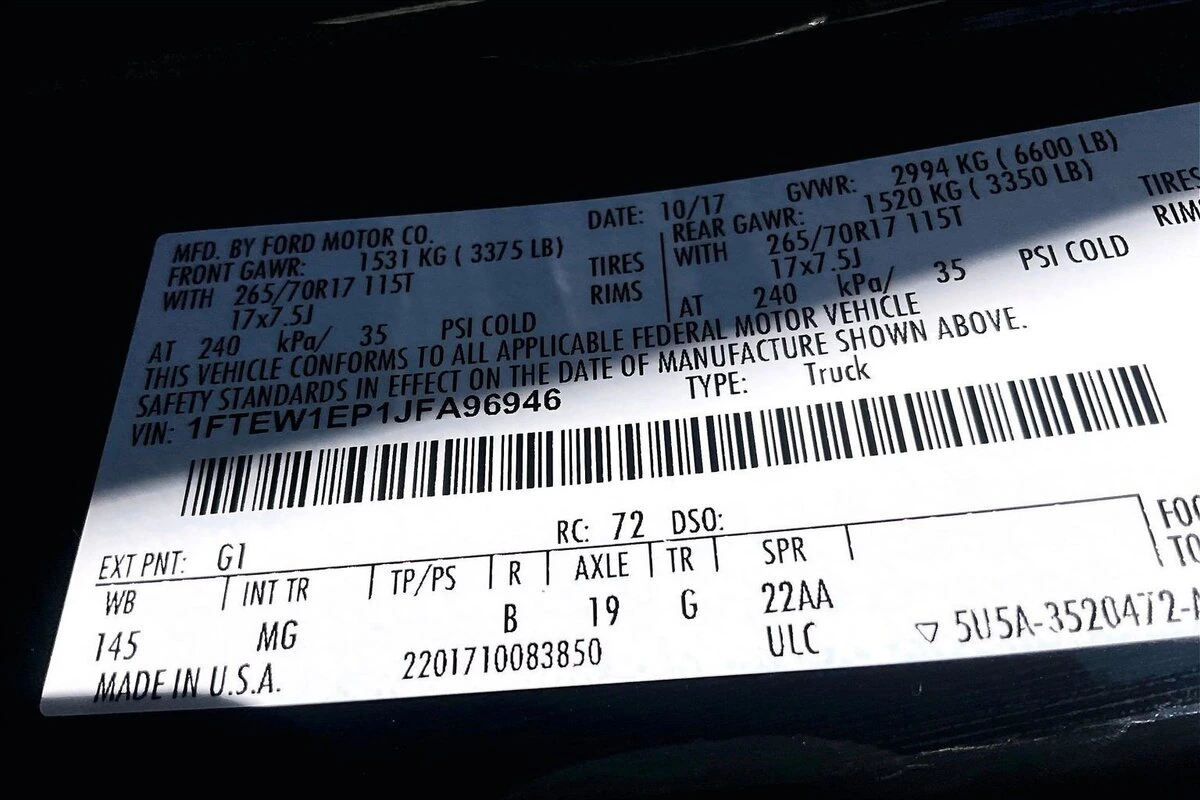 MFD. BY FORD MOTOR CO. DATE: 10/17 GVWR: 2994 KG ( 6600 LB)
FRONT GAWR: 1531 KG ( 3375 LB) REAR GAWR: 1520 KG ( 3350 LB)
WITH 265/70R17 115T TIRES WITH 265/70R17 115T TIRES
17x7.5J RIMS 17x7.5J RIM
AT 240 kPa/ 35 PSI COLD AT 240 kPa/ 35 PSI COLD
THIS VEHICLE CONFORMS TO ALL APPLICABLE FEDERAL MOTOR VEHICLE
SAFETY STANDARDS IN EFFECT ON THE DATE OF MANUFACTURE SHOWN ABOVE.
VIN: 1FTEW1EP1JFA96946 TYPE: Truck
EXT PNT: G1 RC: 72 DSO:
WB INT TR TP/PS R AXLE TR SPR
145 MG B 19 G 22AA
MADE IN U.S.A. 2201710083850 ULC
▽ 5U5A-3520472-